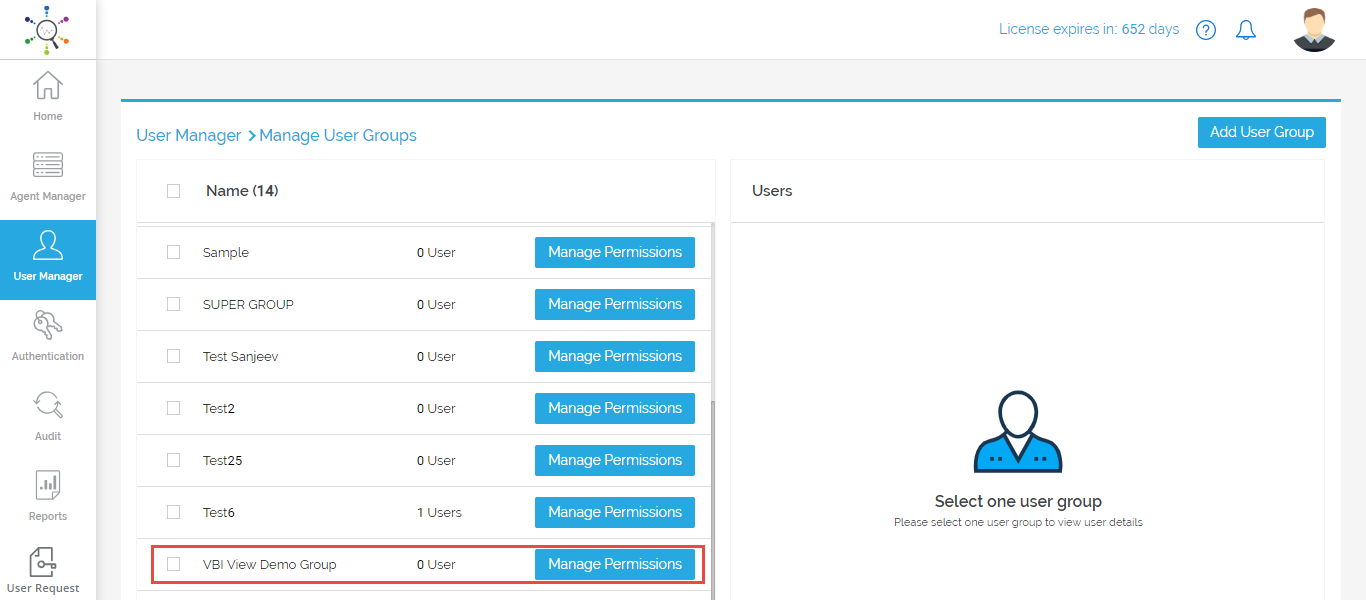 License expires in: 652 days
Home
Agent Manager
User Manager
Authentication
Audit
Reports
User Request
User Manager > Manage User Groups
Add User Group
Name (14)
Sample 0 User Manage Permissions
SUPER GROUP 0 User Manage Permissions
Test Sanjeev 0 User Manage Permissions
Test2 0 User Manage Permissions
Test25 0 User Manage Permissions
Test6 1 Users Manage Permissions
VBI View Demo Group 0 User Manage Permissions
Users
Select one user group
Please select one user group to view user details